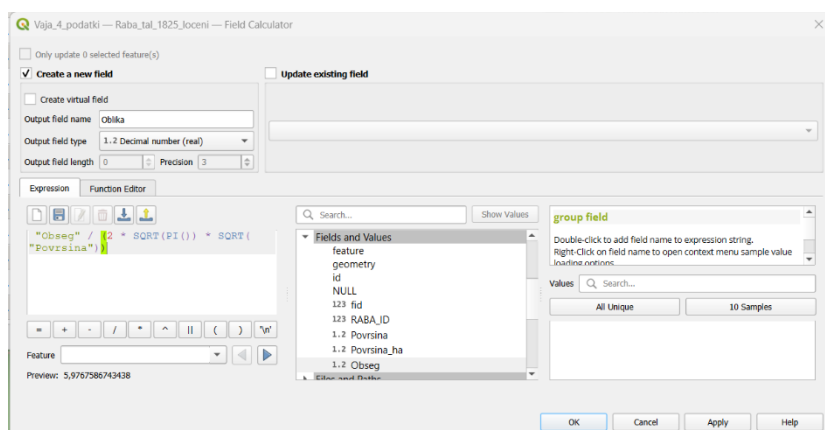 Vaja_4_podatki — Raba_tal_1825_loceni — Field Calculator
Only update 0 selected feature(s)
Create a new field
Update existing field
Create virtual field
Output field name Oblika
Output field type 1.2 Decimal number (real)
Output field length 0 Precision 3
Expression Function Editor
"Obseg" / (2 * SQRT(PI()) * SQRT(
"Povrsina"))
= + - / * ^ || ( ) '\n'
Feature
Preview: 5,9767586743438
Search... Show Values
Fields and Values
feature
geometry
id
NULL
123 fid
123 RABA_ID
1.2 Povrsina
1.2 Povrsina_ha
1.2 Obseg
Files and Paths
group field
Double-click to add field name to expression string.
Right-Click on field name to open context menu sample value
loading options.
Values Search...
All Unique 10 Samples
OK Cancel Apply Help